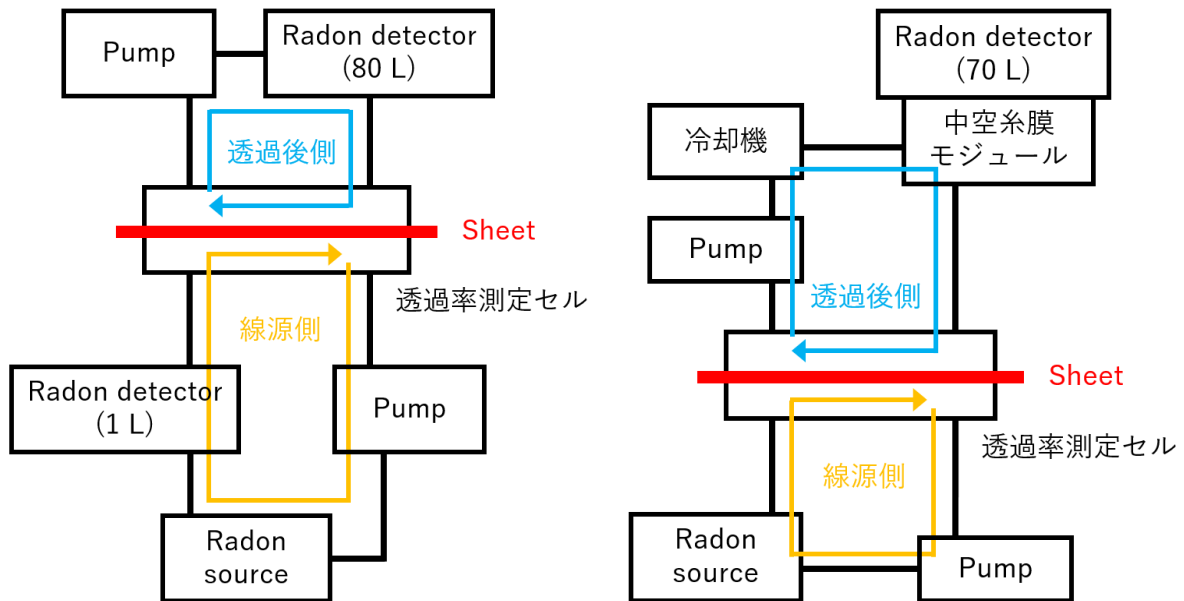 Pump
Radon detector
(80 L)
透過後側
Sheet
透過率測定セル
線源側
Radon detector
(1 L)
Pump
Radon
source
Radon detector
(70 L)
中空糸膜
モジュール
冷却機
Pump
透過後側
Sheet
透過率測定セル
線源側
Radon
source
Pump